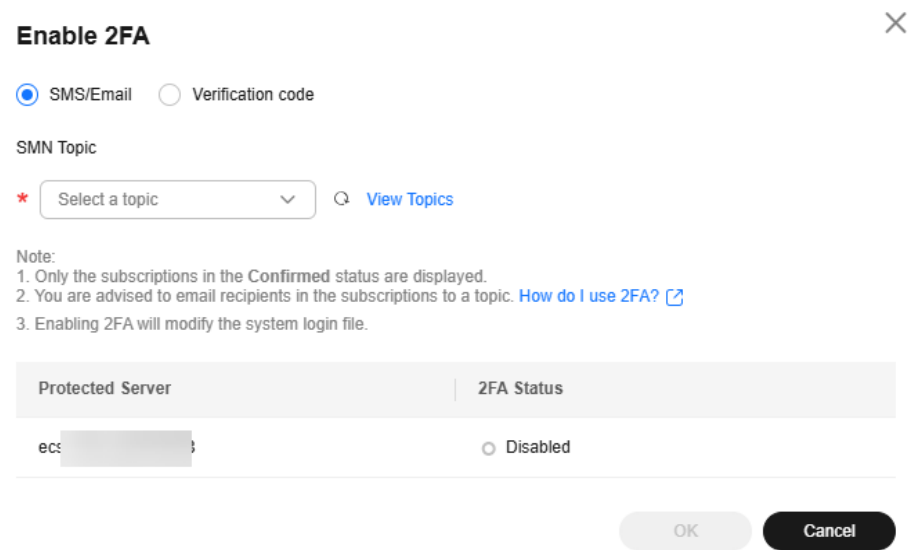 Enable 2FA
SMS/Email Verification code
SMN Topic
* Select a topic View Topics
Note:
1. Only the subscriptions in the Confirmed status are displayed.
2. You are advised to email recipients in the subscriptions to a topic. How do I use 2FA?
3. Enabling 2FA will modify the system login file.
Protected Server 2FA Status
ecs Disabled
OK Cancel